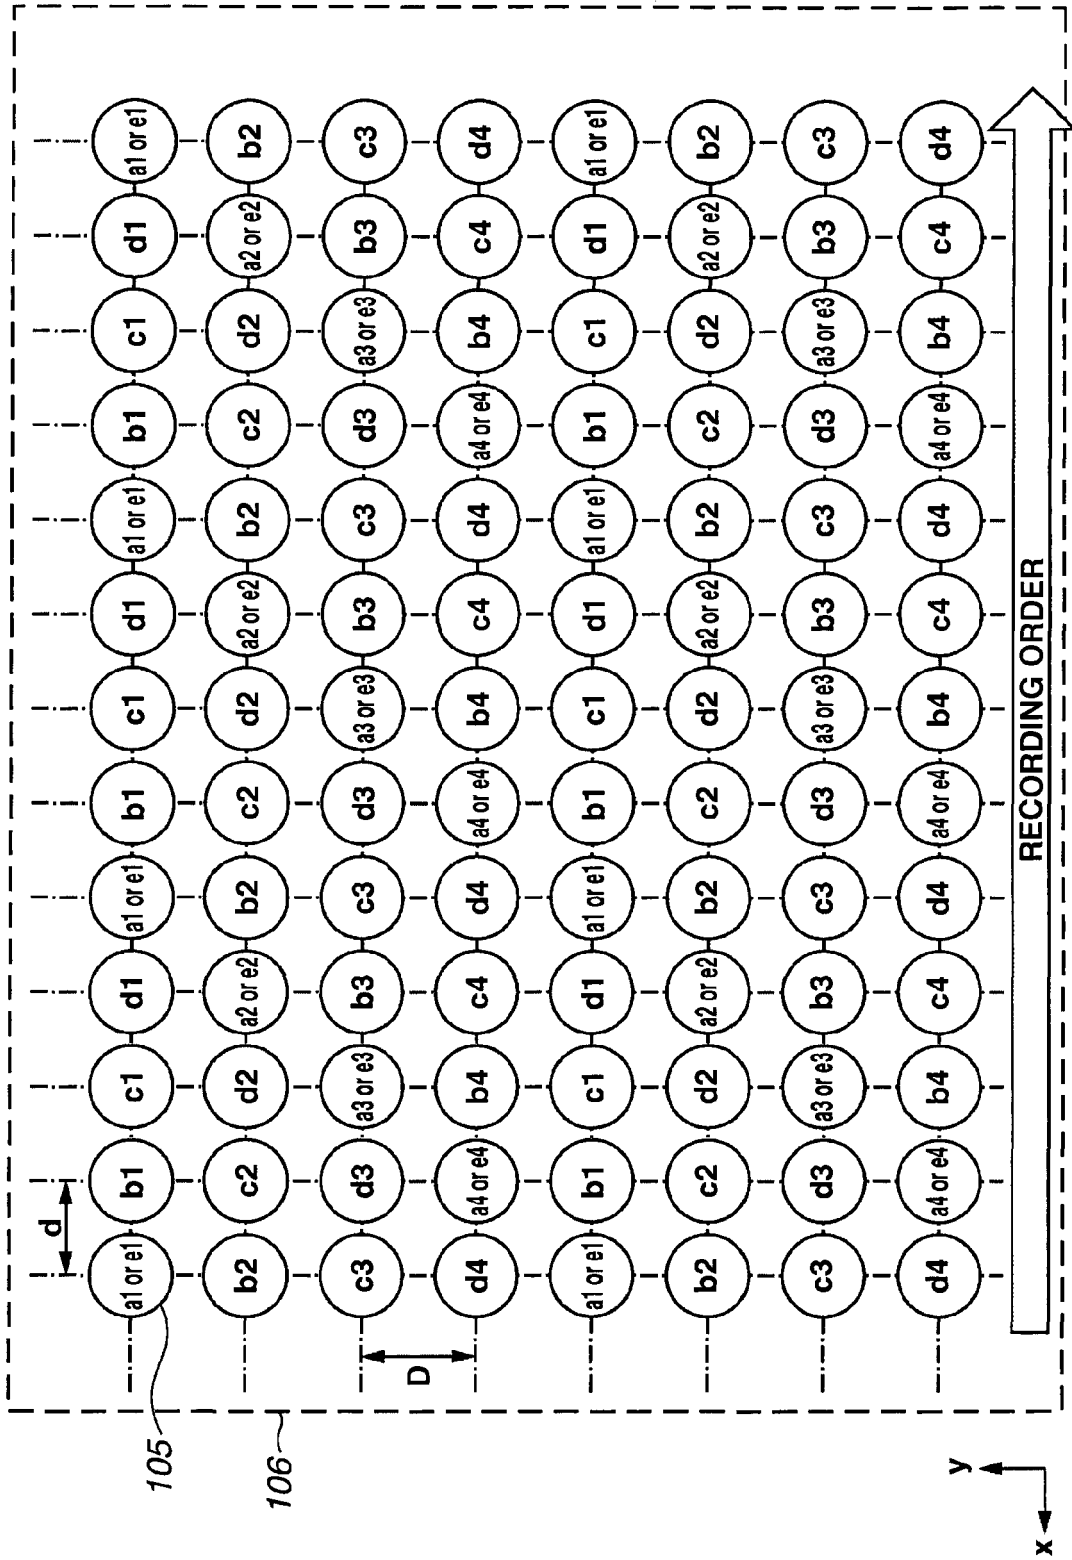 d
a1 or e1 b1 c1 d1 a1 or e1 b1 c1 d1 a1 or e1 b1 c1 d1 a1 or e1
105
b2 c2 d2 a2 or e2 b2 c2 d2 a2 or e2 b2 c2 d2 a2 or e2 b2
106
c3 d3 a3 or e3 b3 c3 d3 a3 or e3 b3 c3 d3 a3 or e3 b3 c3
D
d4 a4 or e4 b4 c4 d4 a4 or e4 b4 c4 d4 a4 or e4 b4 c4 d4
a1 or e1 b1 c1 d1 a1 or e1 b1 c1 d1 a1 or e1 b1 c1 d1 a1 or e1
b2 c2 d2 a2 or e2 b2 c2 d2 a2 or e2 b2 c2 d2 a2 or e2 b2
c3 d3 a3 or e3 b3 c3 d3 a3 or e3 b3 c3 d3 a3 or e3 b3 c3
d4 a4 or e4 b4 c4 d4 a4 or e4 b4 c4 d4 a4 or e4 b4 c4 d4
y
RECORDING ORDER
x